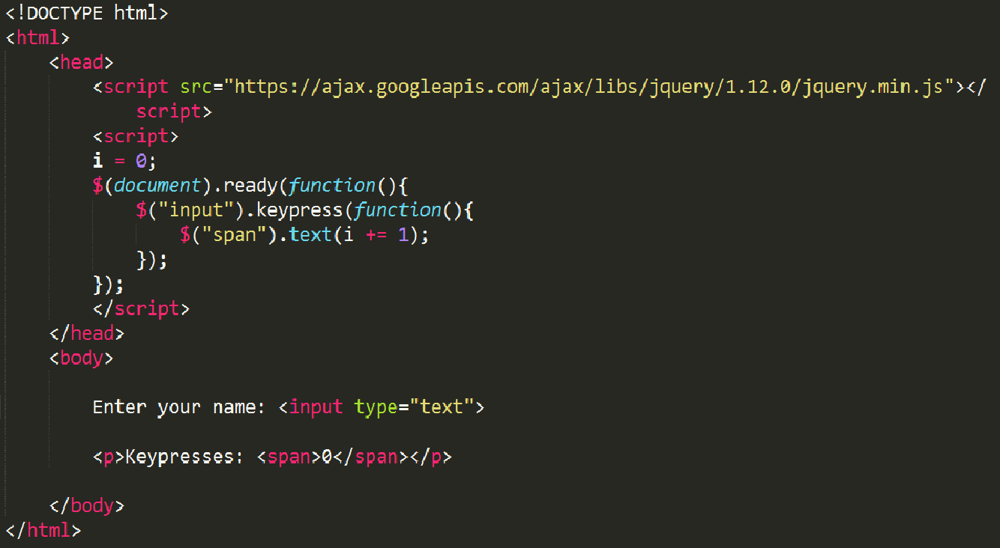 <!DOCTYPE html>
<html>
    <head>
        <script src="https://ajax.googleapis.com/ajax/libs/jquery/1.12.0/jquery.min.js"></
            script>
        <script>
        i = 0;
        $(document).ready(function(){
            $("input").keypress(function(){
                $("span").text(i += 1);
            });
        });
        </script>
    </head>
    <body>

        Enter your name: <input type="text">

        <p>Keypresses: <span>0</span></p>

    </body>
</html>